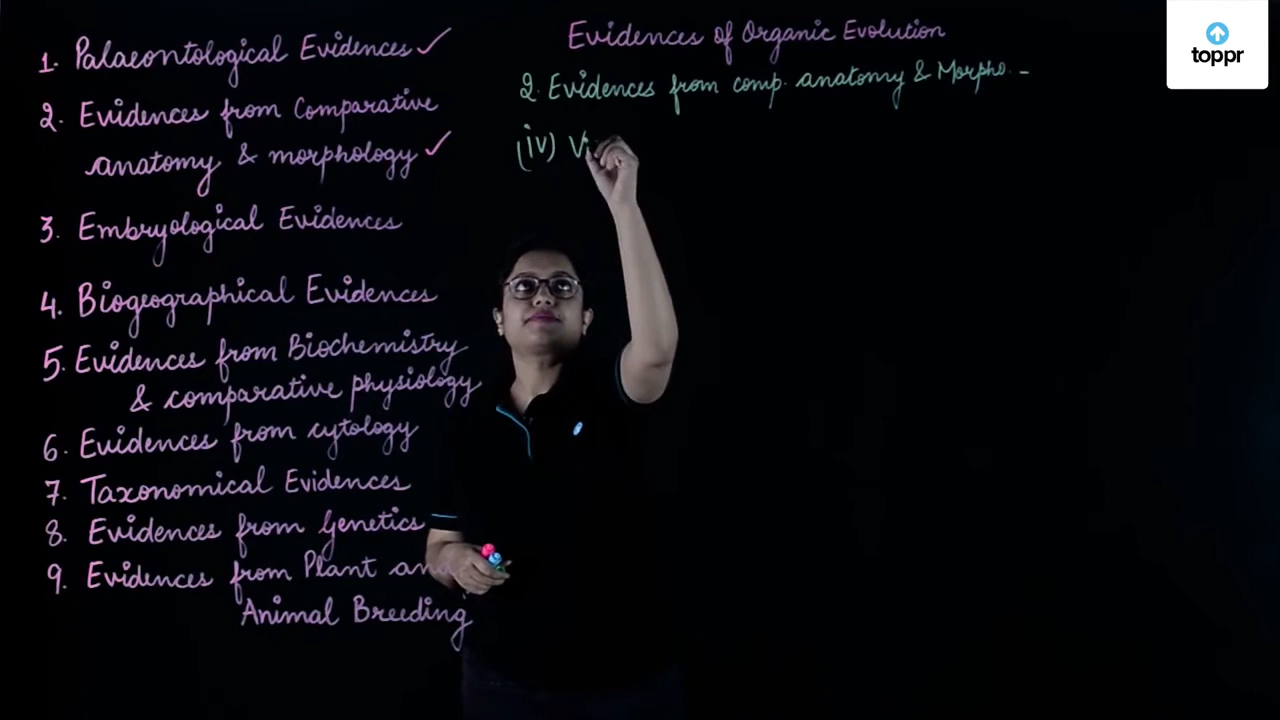 1. Palaeontological Evidences ✓
2. Evidences from Comparative
anatomy & morphology ✓
3. Embryological Evidences
4. Biogeographical Evidences
5. Evidences from Biochemistry
& comparative physiology
6. Evidences from cytology
7. Taxonomical Evidences
8. Evidences from Genetics
9. Evidences from Plant and
Animal Breeding
Evidences of Organic Evolution
2. Evidences from comp. anatomy & Morpho. -
(iv) V
toppr